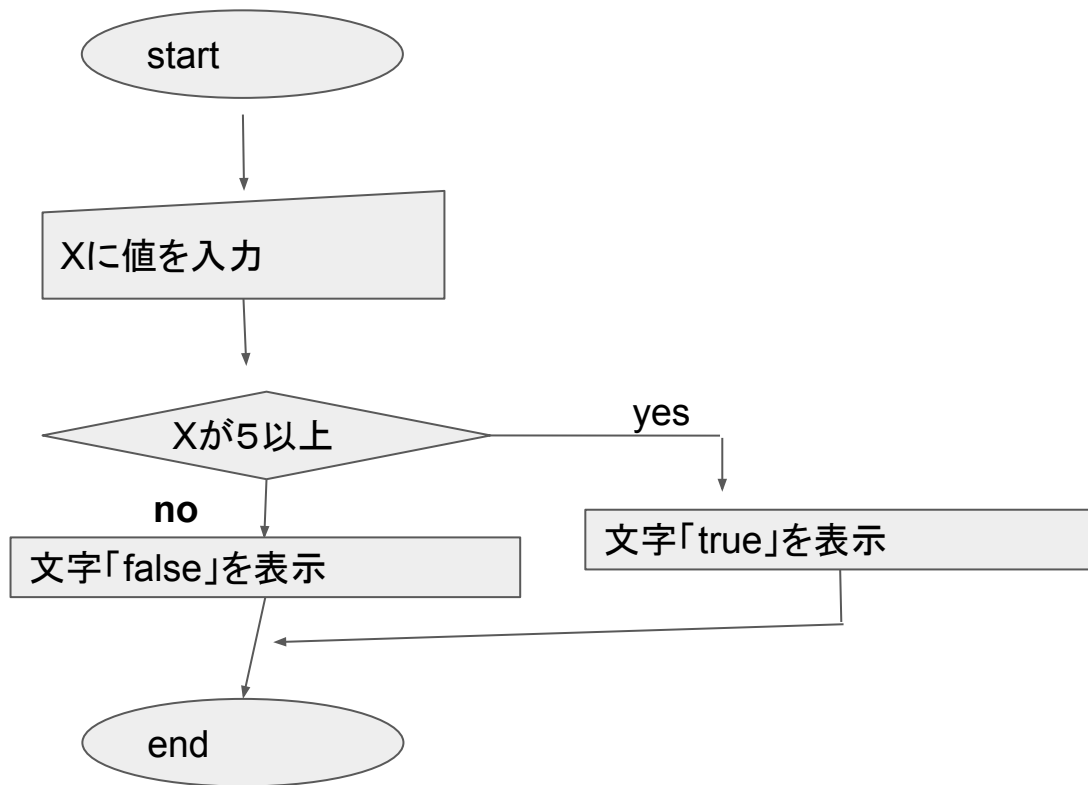 start
Xに値を入力
Xが５以上
yes
no
文字「false」を表示
文字「true」を表示
end